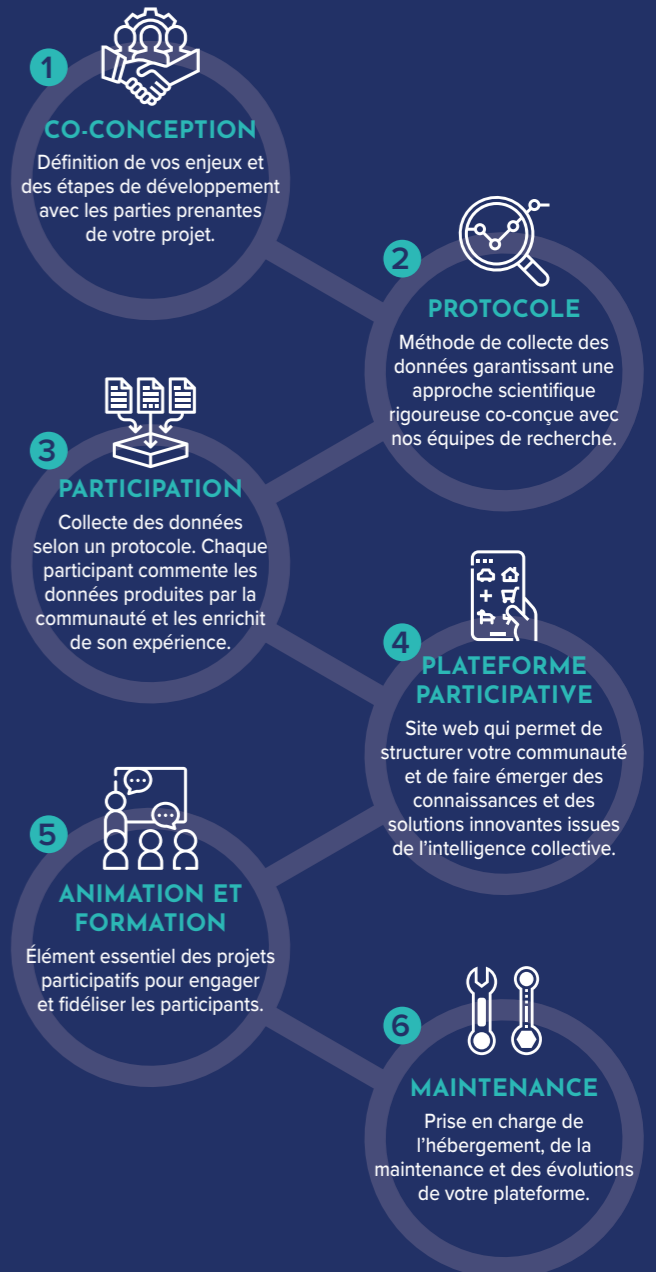 1
CO-CONCEPTION
Définition de vos enjeux et
des étapes de développement
avec les parties prenantes
de votre projet.
2
PROTOCOLE
Méthode de collecte des
données garantissant une
approche scientifique
rigoureuse co-conçue avec
nos équipes de recherche.
3
PARTICIPATION
Collecte des données
selon un protocole. Chaque
participant commente les
données produites par la
communauté et les enrichit
de son expérience.
4
PLATEFORME
PARTICIPATIVE
Site web qui permet de
structurer votre communauté
et de faire émerger des
connaissances et des
solutions innovantes issues
de l'intelligence collective.
5
ANIMATION ET
FORMATION
Élément essentiel des projets
participatifs pour engager
et fidéliser les participants.
6
MAINTENANCE
Prise en charge de
l'hébergement, de la
maintenance et des évolutions
de votre plateforme.